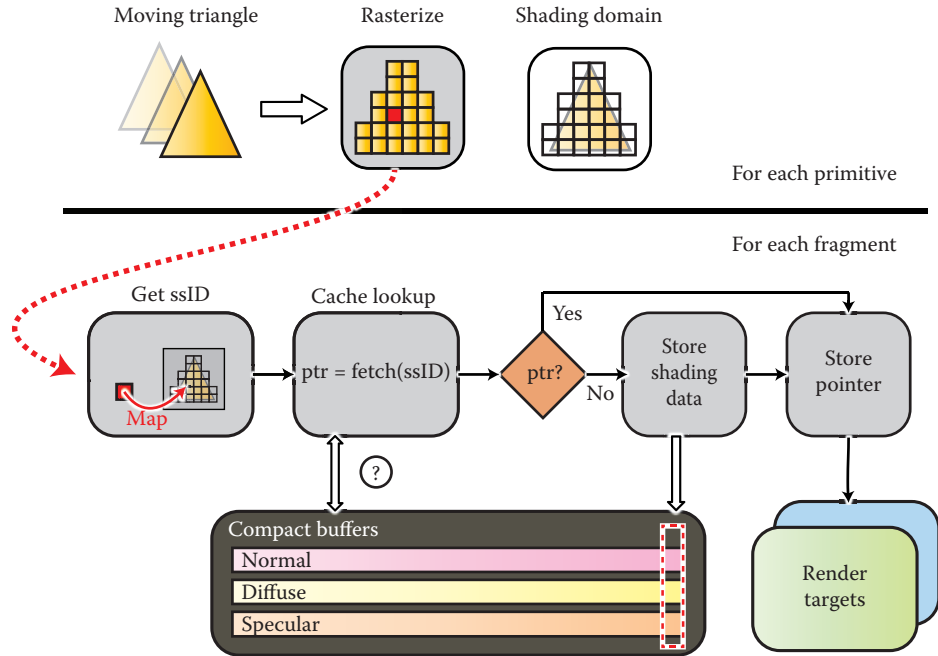 Moving triangle
Rasterize
Shading domain
For each primitive
For each fragment
Get ssID
Cache lookup
Yes
Map
ptr = fetch(ssID)
ptr?
No
Store
shading
data
Store
pointer
?
Compact buffers
Normal
Diffuse
Specular
Render
targets